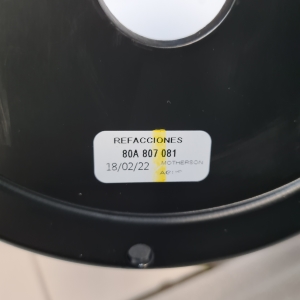 REFACCIONES
80A 807 081
18/02/22 MOTHERSON